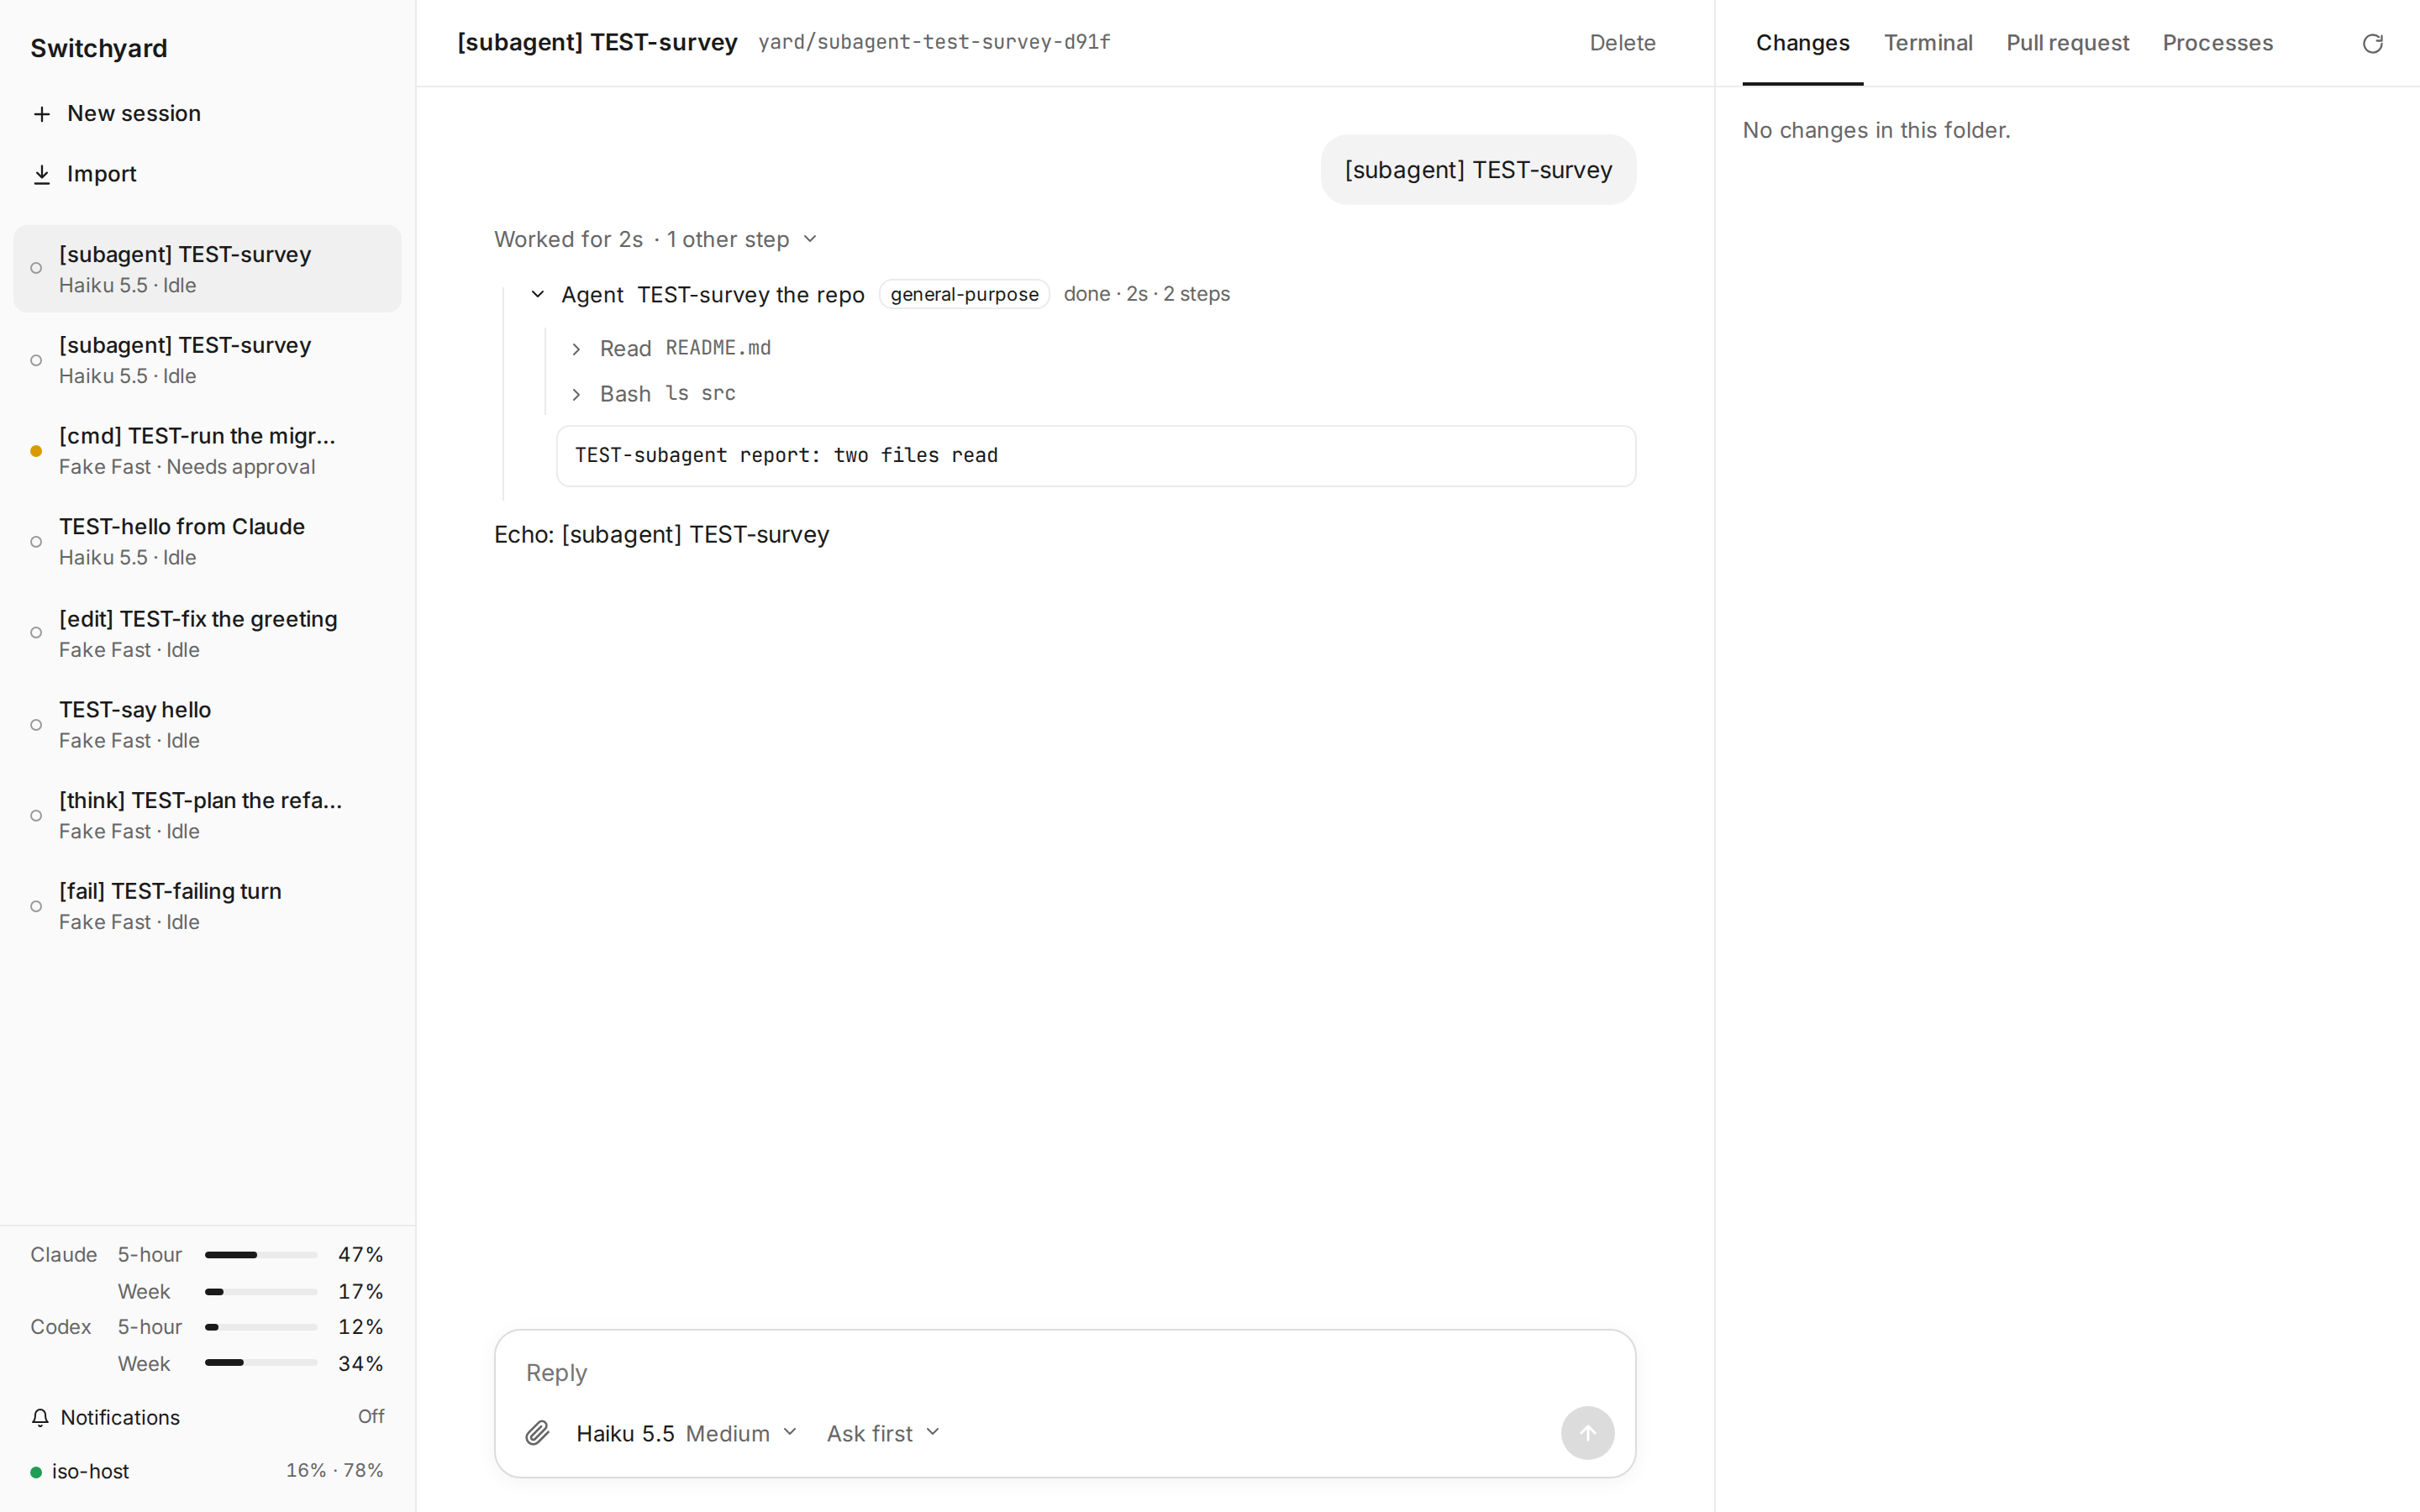 Switchyard
New session
Import
[subagent] TEST-survey
Haiku 5.5 · Idle
[subagent] TEST-survey
Haiku 5.5 · Idle
[cmd] TEST-run the migr...
Fake Fast · Needs approval
TEST-hello from Claude
Haiku 5.5 · Idle
[edit] TEST-fix the greeting
Fake Fast · Idle
TEST-say hello
Fake Fast · Idle
[think] TEST-plan the refa...
Fake Fast · Idle
[fail] TEST-failing turn
Fake Fast · Idle
Claude 5-hour 47%
Week 17%
Codex 5-hour 12%
Week 34%
Notifications Off
iso-host 16% · 78%
[subagent] TEST-survey yard/subagent-test-survey-d91f Delete
[subagent] TEST-survey
Worked for 2s · 1 other step
Agent TEST-survey the repo general-purpose done · 2s · 2 steps
Read README.md
Bash ls src
TEST-subagent report: two files read
Echo: [subagent] TEST-survey
Reply
Haiku 5.5 Medium Ask first
Changes Terminal Pull request Processes
No changes in this folder.